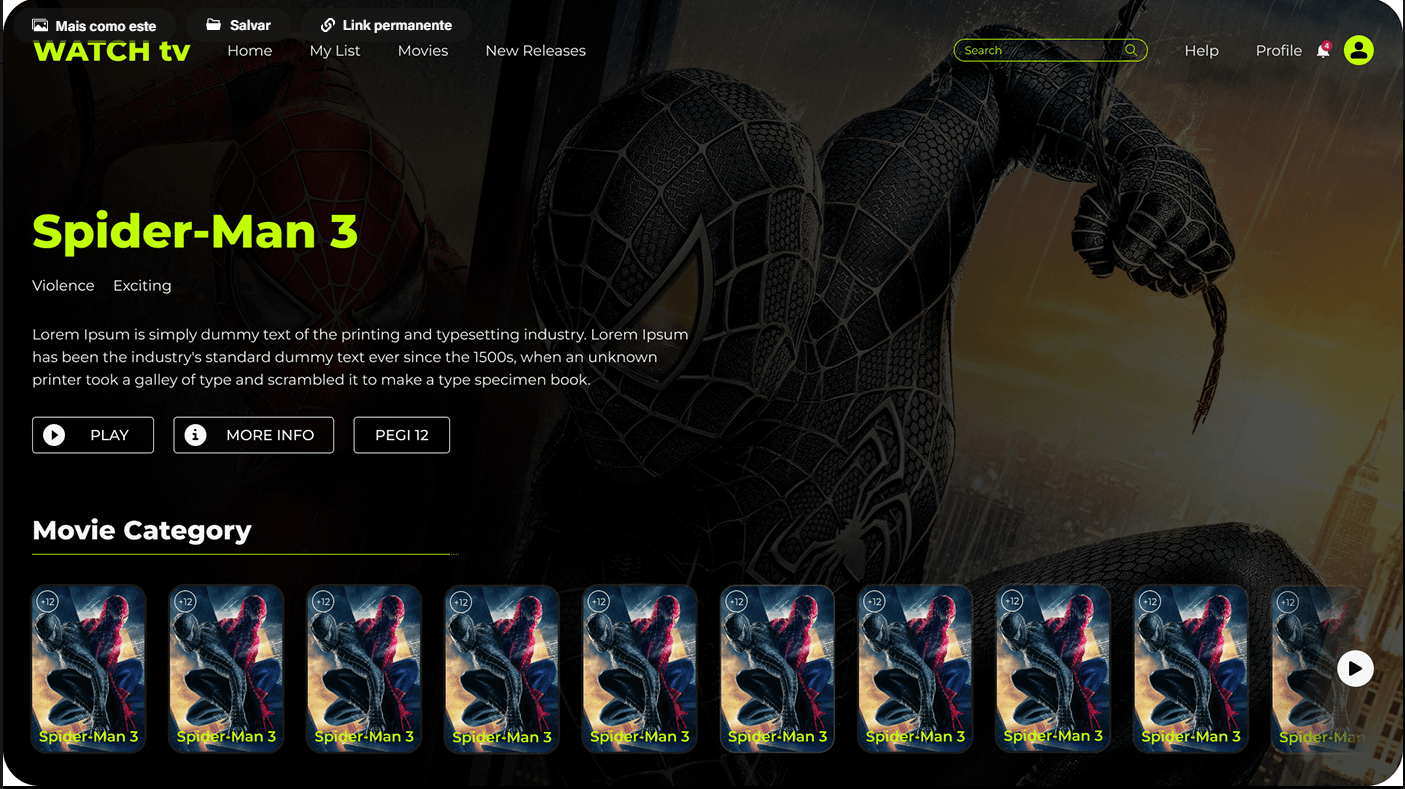 Mais como este Salvar Link permanente
WATCH tv Home My List Movies New Releases Search Help Profile 4
Spider-Man 3
Violence Exciting
Lorem Ipsum is simply dummy text of the printing and typesetting industry. Lorem Ipsum
has been the industry's standard dummy text ever since the 1500s, when an unknown
printer took a galley of type and scrambled it to make a type specimen book.
PLAY MORE INFO PEGI 12
Movie Category
+12 +12 +12 +12 +12 +12 +12 +12 +12 +12
Spider-Man 3 Spider-Man 3 Spider-Man 3 Spider-Man 3 Spider-Man 3 Spider-Man 3 Spider-Man 3 Spider-Man 3 Spider-Man 3 Spider-Man